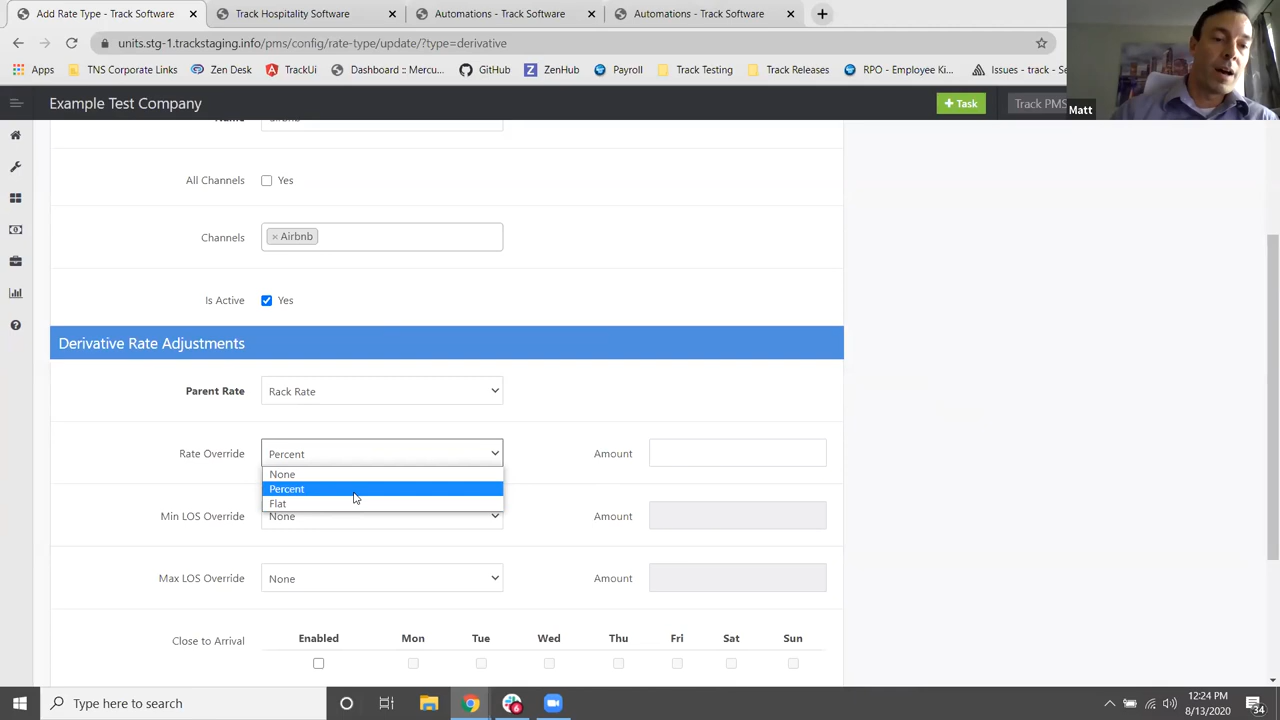 Add Rate Type - Track Software
Track Hospitality Software
Automations - Track Software
Automations - Track Software
units.stg-1.trackstaging.info/pms/config/rate-type/update/?type=derivative
Apps
TNS Corporate Links
Zen Desk
TrackUi
Dashboard :: Mercu...
GitHub
ZenHub
Payroll
Track Testing
Track Releases
RPO - Employee Ki...
Issues - track - Se
Example Test Company
+ Task
Track PMS
Matt
Name
All Channels
Yes
Channels
× Airbnb
Is Active
Yes
Derivative Rate Adjustments
Parent Rate
Rack Rate
Rate Override
Percent
Amount
None
Percent
Flat
Min LOS Override
None
Amount
Max LOS Override
None
Amount
Close to Arrival
Enabled
Mon
Tue
Wed
Thu
Fri
Sat
Sun
Type here to search
12:24 PM
8/13/2020
34